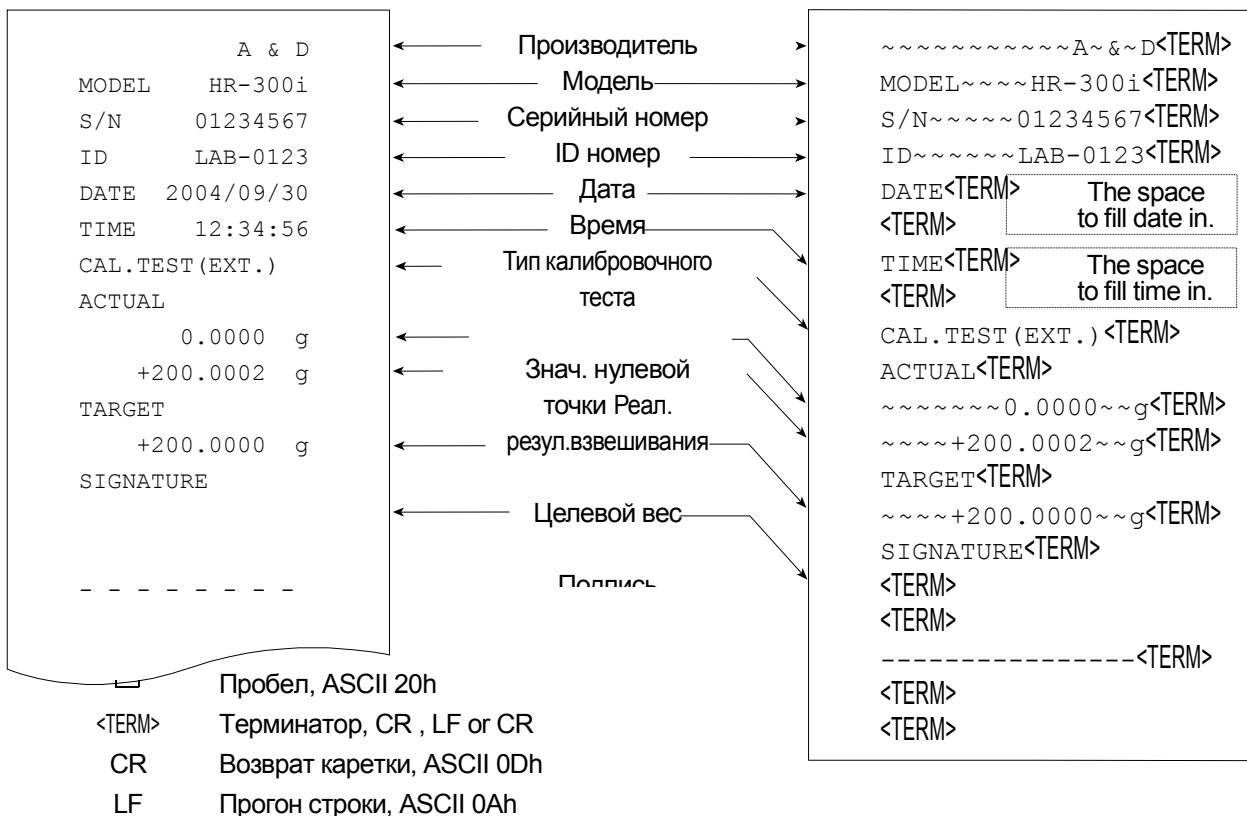 A & D
MODEL HR-300i
S/N 01234567
ID LAB-0123
DATE 2004/09/30
TIME 12:34:56
CAL.TEST(EXT.)
ACTUAL
0.0000 g
+200.0002 g
TARGET
+200.0000 g
SIGNATURE
- - - - - - - -
Производитель
Модель
Серийный номер
ID номер
Дата
Время
Тип калибровочного
теста
Знач. нулевой
точки Реал.
резул.взвешивания
Целевой вес
Подпись
~~~~~~~~~~~A~&~D<TERM>
MODEL~~~~HR-300i<TERM>
S/N~~~~~01234567<TERM>
ID~~~~~~LAB-0123<TERM>
DATE<TERM>
The space
to fill date in.
<TERM>
TIME<TERM>
The space
to fill time in.
<TERM>
CAL.TEST(EXT.)<TERM>
ACTUAL<TERM>
~~~~~~~0.0000~~g<TERM>
~~~~+200.0002~~g<TERM>
TARGET<TERM>
~~~~+200.0000~~g<TERM>
SIGNATURE<TERM>
<TERM>
<TERM>
----------------<TERM>
<TERM>
<TERM>
Пробел, ASCII 20h
<TERM> Терминатор, CR , LF or CR
CR Возврат каретки, ASCII 0Dh
LF Прогон строки, ASCII 0Ah